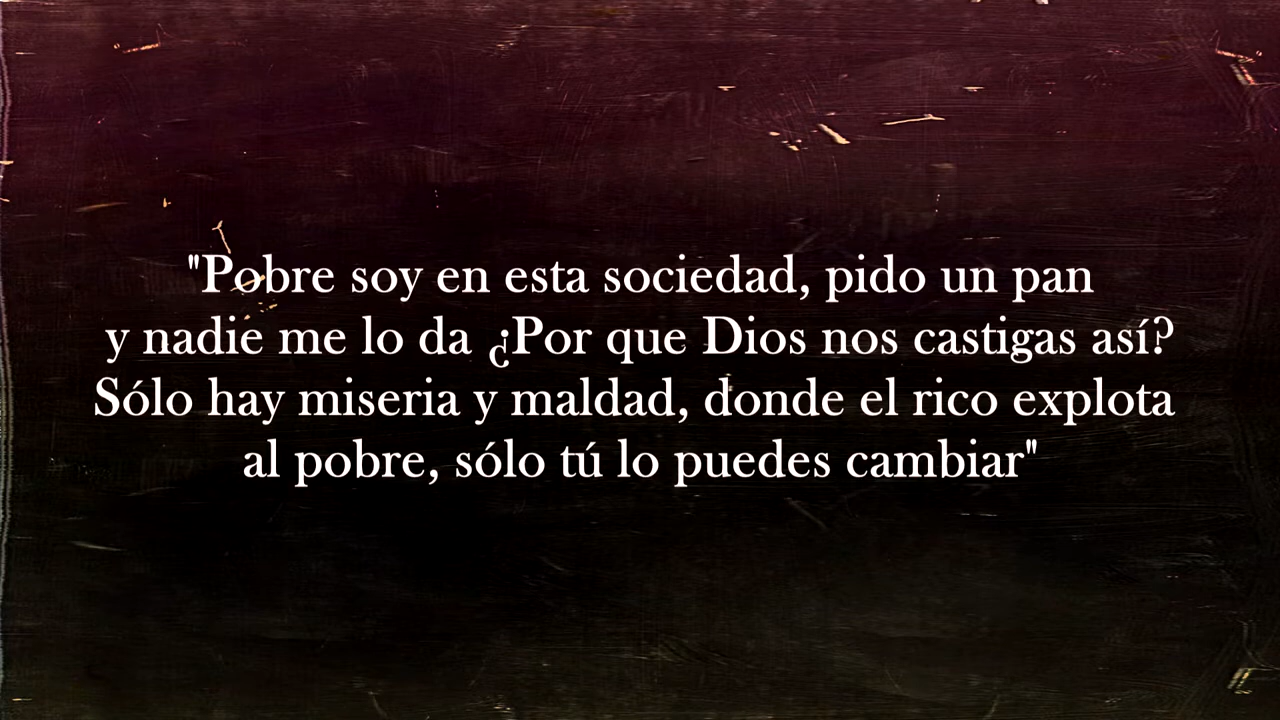 "Pobre soy en esta sociedad, pido un pan
y nadie me lo da ¿Por que Dios nos castigas así?
Sólo hay miseria y maldad, donde el rico explota
al pobre, sólo tú lo puedes cambiar"